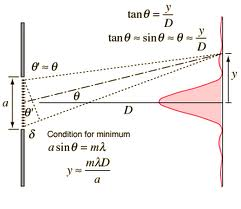 tanθ = y/D
tanθ ≈ sinθ ≈ θ ≈ y/D
θ' ≈ θ
y
a
θ
D
θ'
δ
Condition for minimum
a sinθ = mλ
y ≈ mλD/a